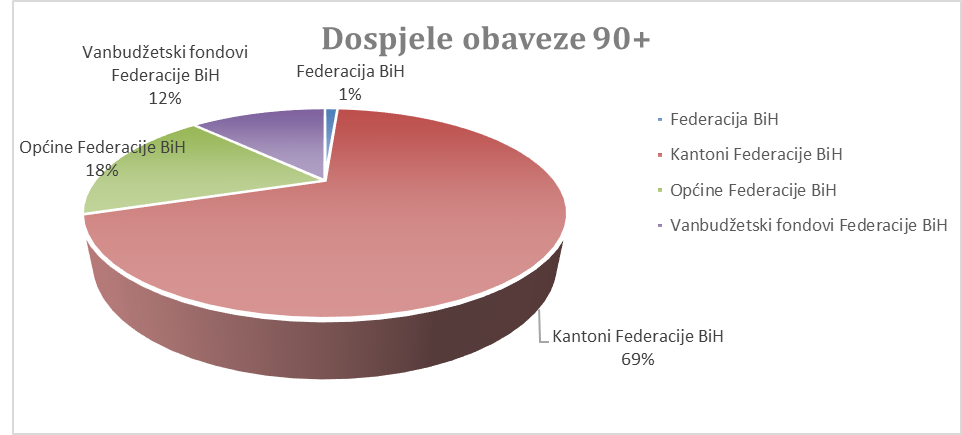 Dospjele obaveze 90+
Vanbudžetski fondovi
Federacije BiH
12%
Federacija BiH
1%
Općine Federacije BiH
18%
Kantoni Federacije BiH
69%
Federacija BiH
Kantoni Federacije BiH
Općine Federacije BiH
Vanbudžetski fondovi Federacije BiH